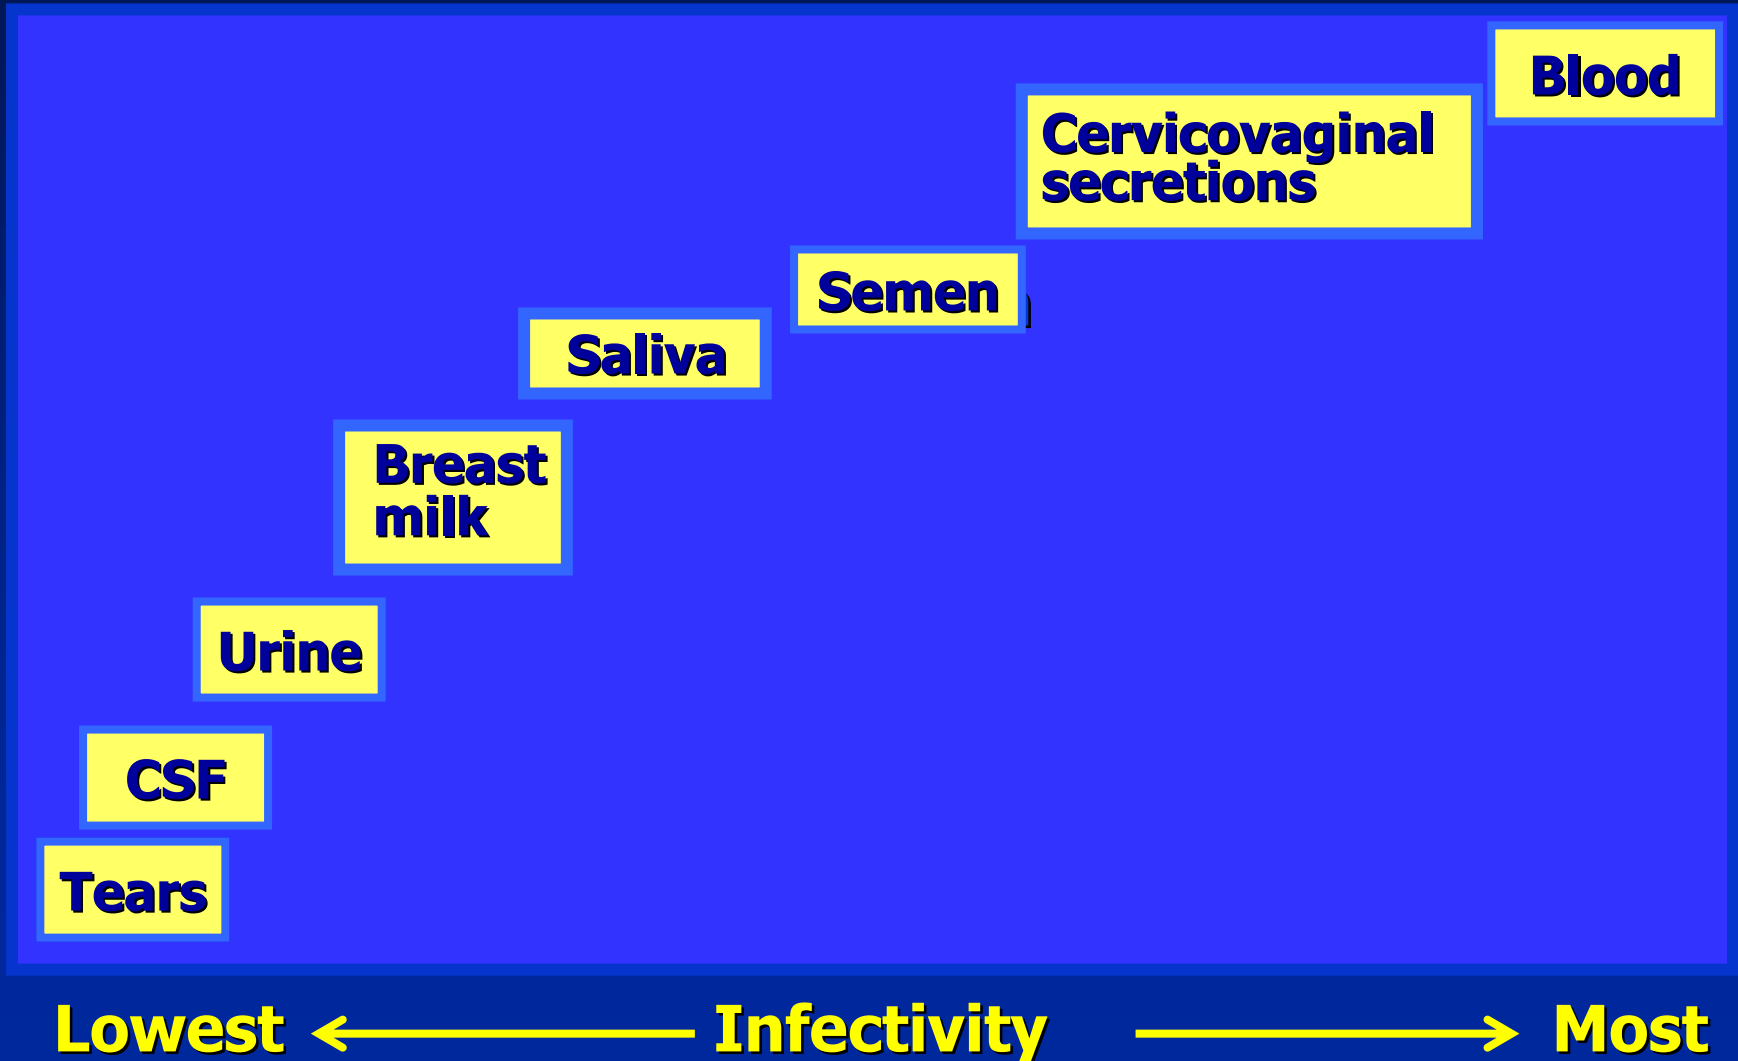 Blood
Cervicovaginal
secretions
Semen
Saliva
Breast
milk
Urine
CSF
Tears
Lowest
Infectivity
Most